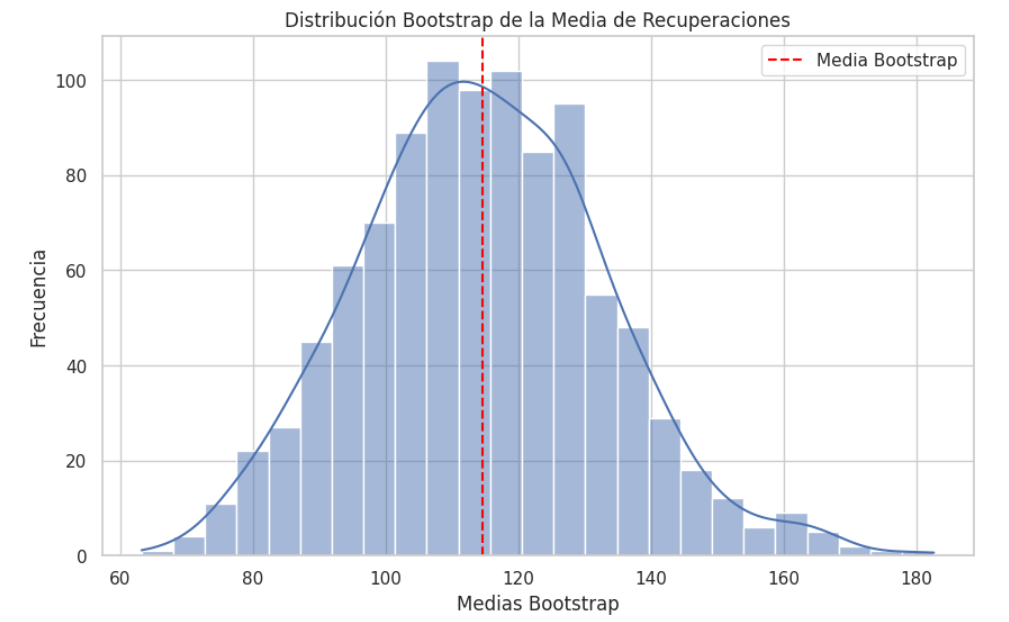 Distribución Bootstrap de la Media de Recuperaciones
Media Bootstrap
100
80
60
40
20
0
Frecuencia
60 80 100 120 140 160 180
Medias Bootstrap